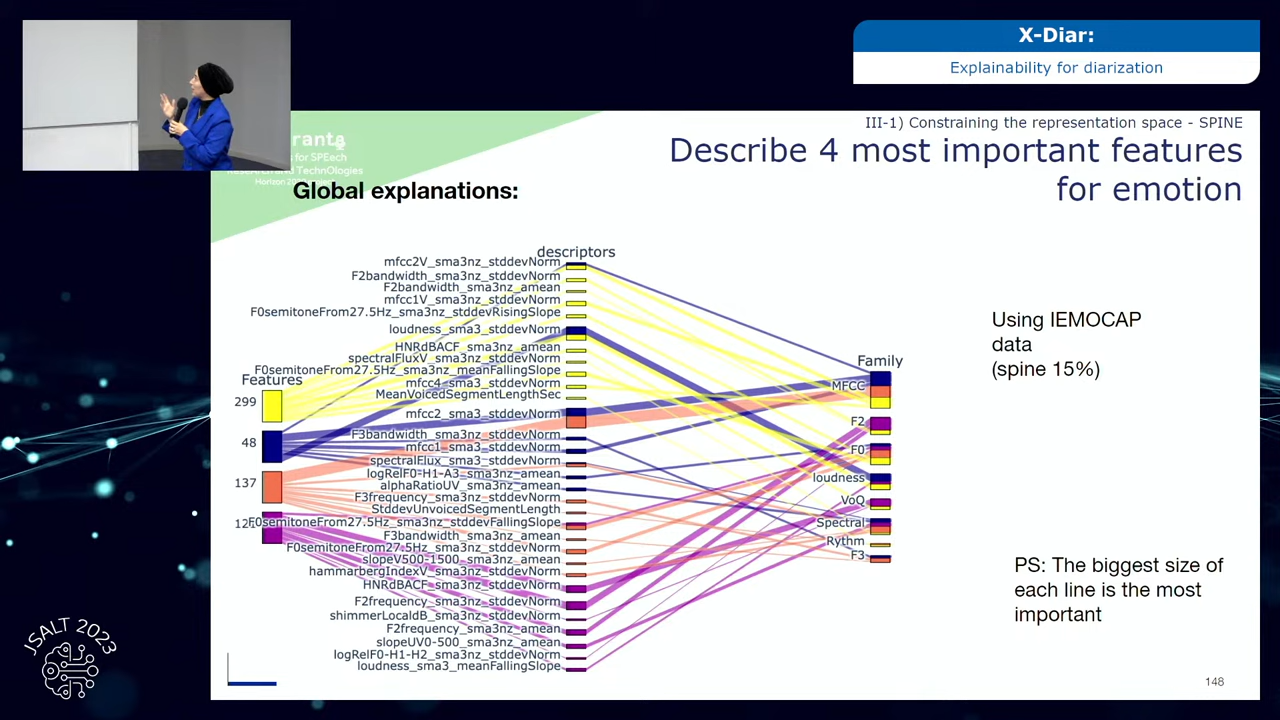 X-Diar:
Explainability for diarization
III-1) Constraining the representation space - SPINE
Describe 4 most important features
for emotion
for SPEech
Global explanations:
descriptors
mfcc2V_sma3nz_stddevNorm
F2bandwidth_sma3nz_stddevNorm
F2bandwidth_sma3nz_amean
mfcc1V_sma3nz_stddevNorm
F0semitoneFrom27.5Hz_sma3nz_stddevRisingSlope
loudness_sma3_stddevNorm
HNRdBACF_sma3nz_amean
spectralFluxV_sma3nz_stddevNorm
F0semitoneFrom27.5Hz_sma3nz_meanFallingSlope
mfcc4_sma3_stddevNorm
MeanVoicedSegmentLengthSec
mfcc2_sma3_stddevNorm
F3bandwidth_sma3nz_stddevNorm
mfcc1_sma3_stddevNorm
spectralFlux_sma3_stddevNorm
logRelF0-H1-A3_sma3nz_amean
alphaRatioUV_sma3nz_amean
F3frequency_sma3nz_stddevNorm
StddevUnvoicedSegmentLength
F0semitoneFrom27.5Hz_sma3nz_stddevFallingSlope
F3bandwidth_sma3nz_amean
F0semitoneFrom27.5Hz_sma3nz_stddevNorm
slopeV500-1500_sma3nz_amean
hammarbergIndexV_sma3nz_stddevNorm
HNRdBACF_sma3nz_stddevNorm
F2frequency_sma3nz_stddevNorm
shimmerLocaldB_sma3nz_stddevNorm
F2frequency_sma3nz_amean
slopeUV0-500_sma3nz_amean
logRelF0-H1-H2_sma3nz_stddevNorm
loudness_sma3_meanFallingSlope
Features
299
48
137
Family
MFCC
F2
F0
loudness
VoQ
Spectral
Rythm
F3
Using IEMOCAP
data
(spine 15%)
PS: The biggest size of
each line is the most
important
JSALT 2023
148